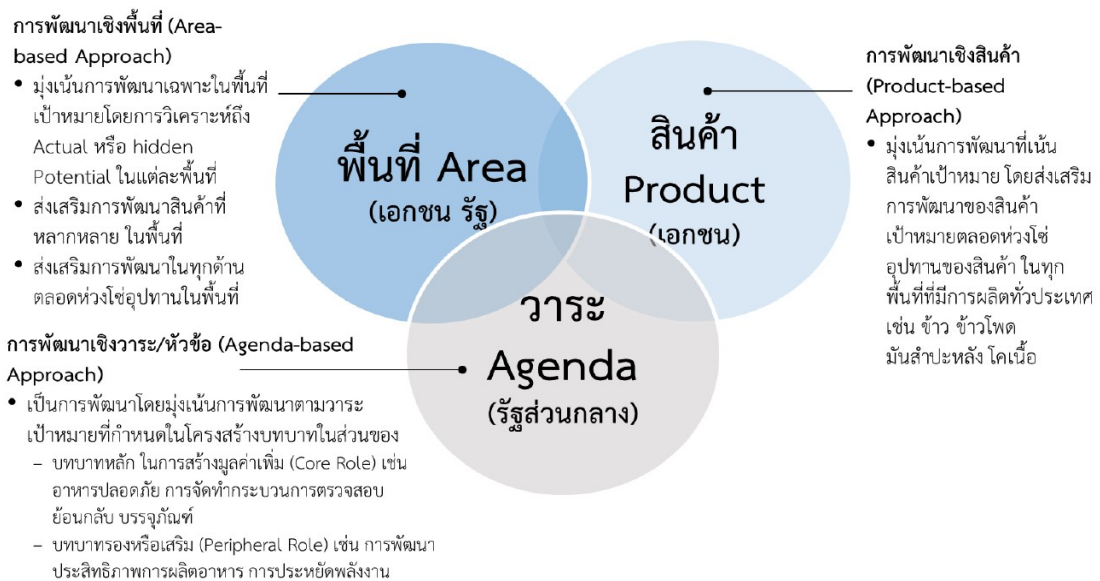 การพัฒนาเชิงพื้นที่ (Area-
based Approach)
• มุ่งเน้นการพัฒนาเฉพาะในพื้นที่
เป้าหมายโดยการวิเคราะห์ถึง
Actual หรือ hidden
Potential ในแต่ละพื้นที่
• ส่งเสริมการพัฒนาสินค้าที่
หลากหลาย ในพื้นที่
• ส่งเสริมการพัฒนาในทุกด้าน
ตลอดห่วงโซ่อุปทานในพื้นที่
พื้นที่ Area
(เอกชน รัฐ)
สินค้า
Product
(เอกชน)
วาระ
Agenda
(รัฐส่วนกลาง)
การพัฒนาเชิงสินค้า
(Product-based
Approach)
• มุ่งเน้นการพัฒนาที่เน้น
สินค้าเป้าหมาย โดยส่งเสริม
การพัฒนาของสินค้า
เป้าหมายตลอดห่วงโซ่
อุปทานของสินค้า ในทุก
พื้นที่ที่มีการผลิตทั่วประเทศ
เช่น ข้าว ข้าวโพด
มันสำปะหลัง โคเนื้อ
การพัฒนาเชิงวาระ/หัวข้อ (Agenda-based
Approach)
• เป็นการพัฒนาโดยมุ่งเน้นการพัฒนาตามวาระ
เป้าหมายที่กำหนดในโครงสร้างบทบาทในส่วนของ
– บทบาทหลัก ในการสร้างมูลค่าเพิ่ม (Core Role) เช่น
อาหารปลอดภัย การจัดทำกระบวนการตรวจสอบ
ย้อนกลับ บรรจุภัณฑ์
– บทบาทรองหรือเสริม (Peripheral Role) เช่น การพัฒนา
ประสิทธิภาพการผลิตอาหาร การประหยัดพลังงาน